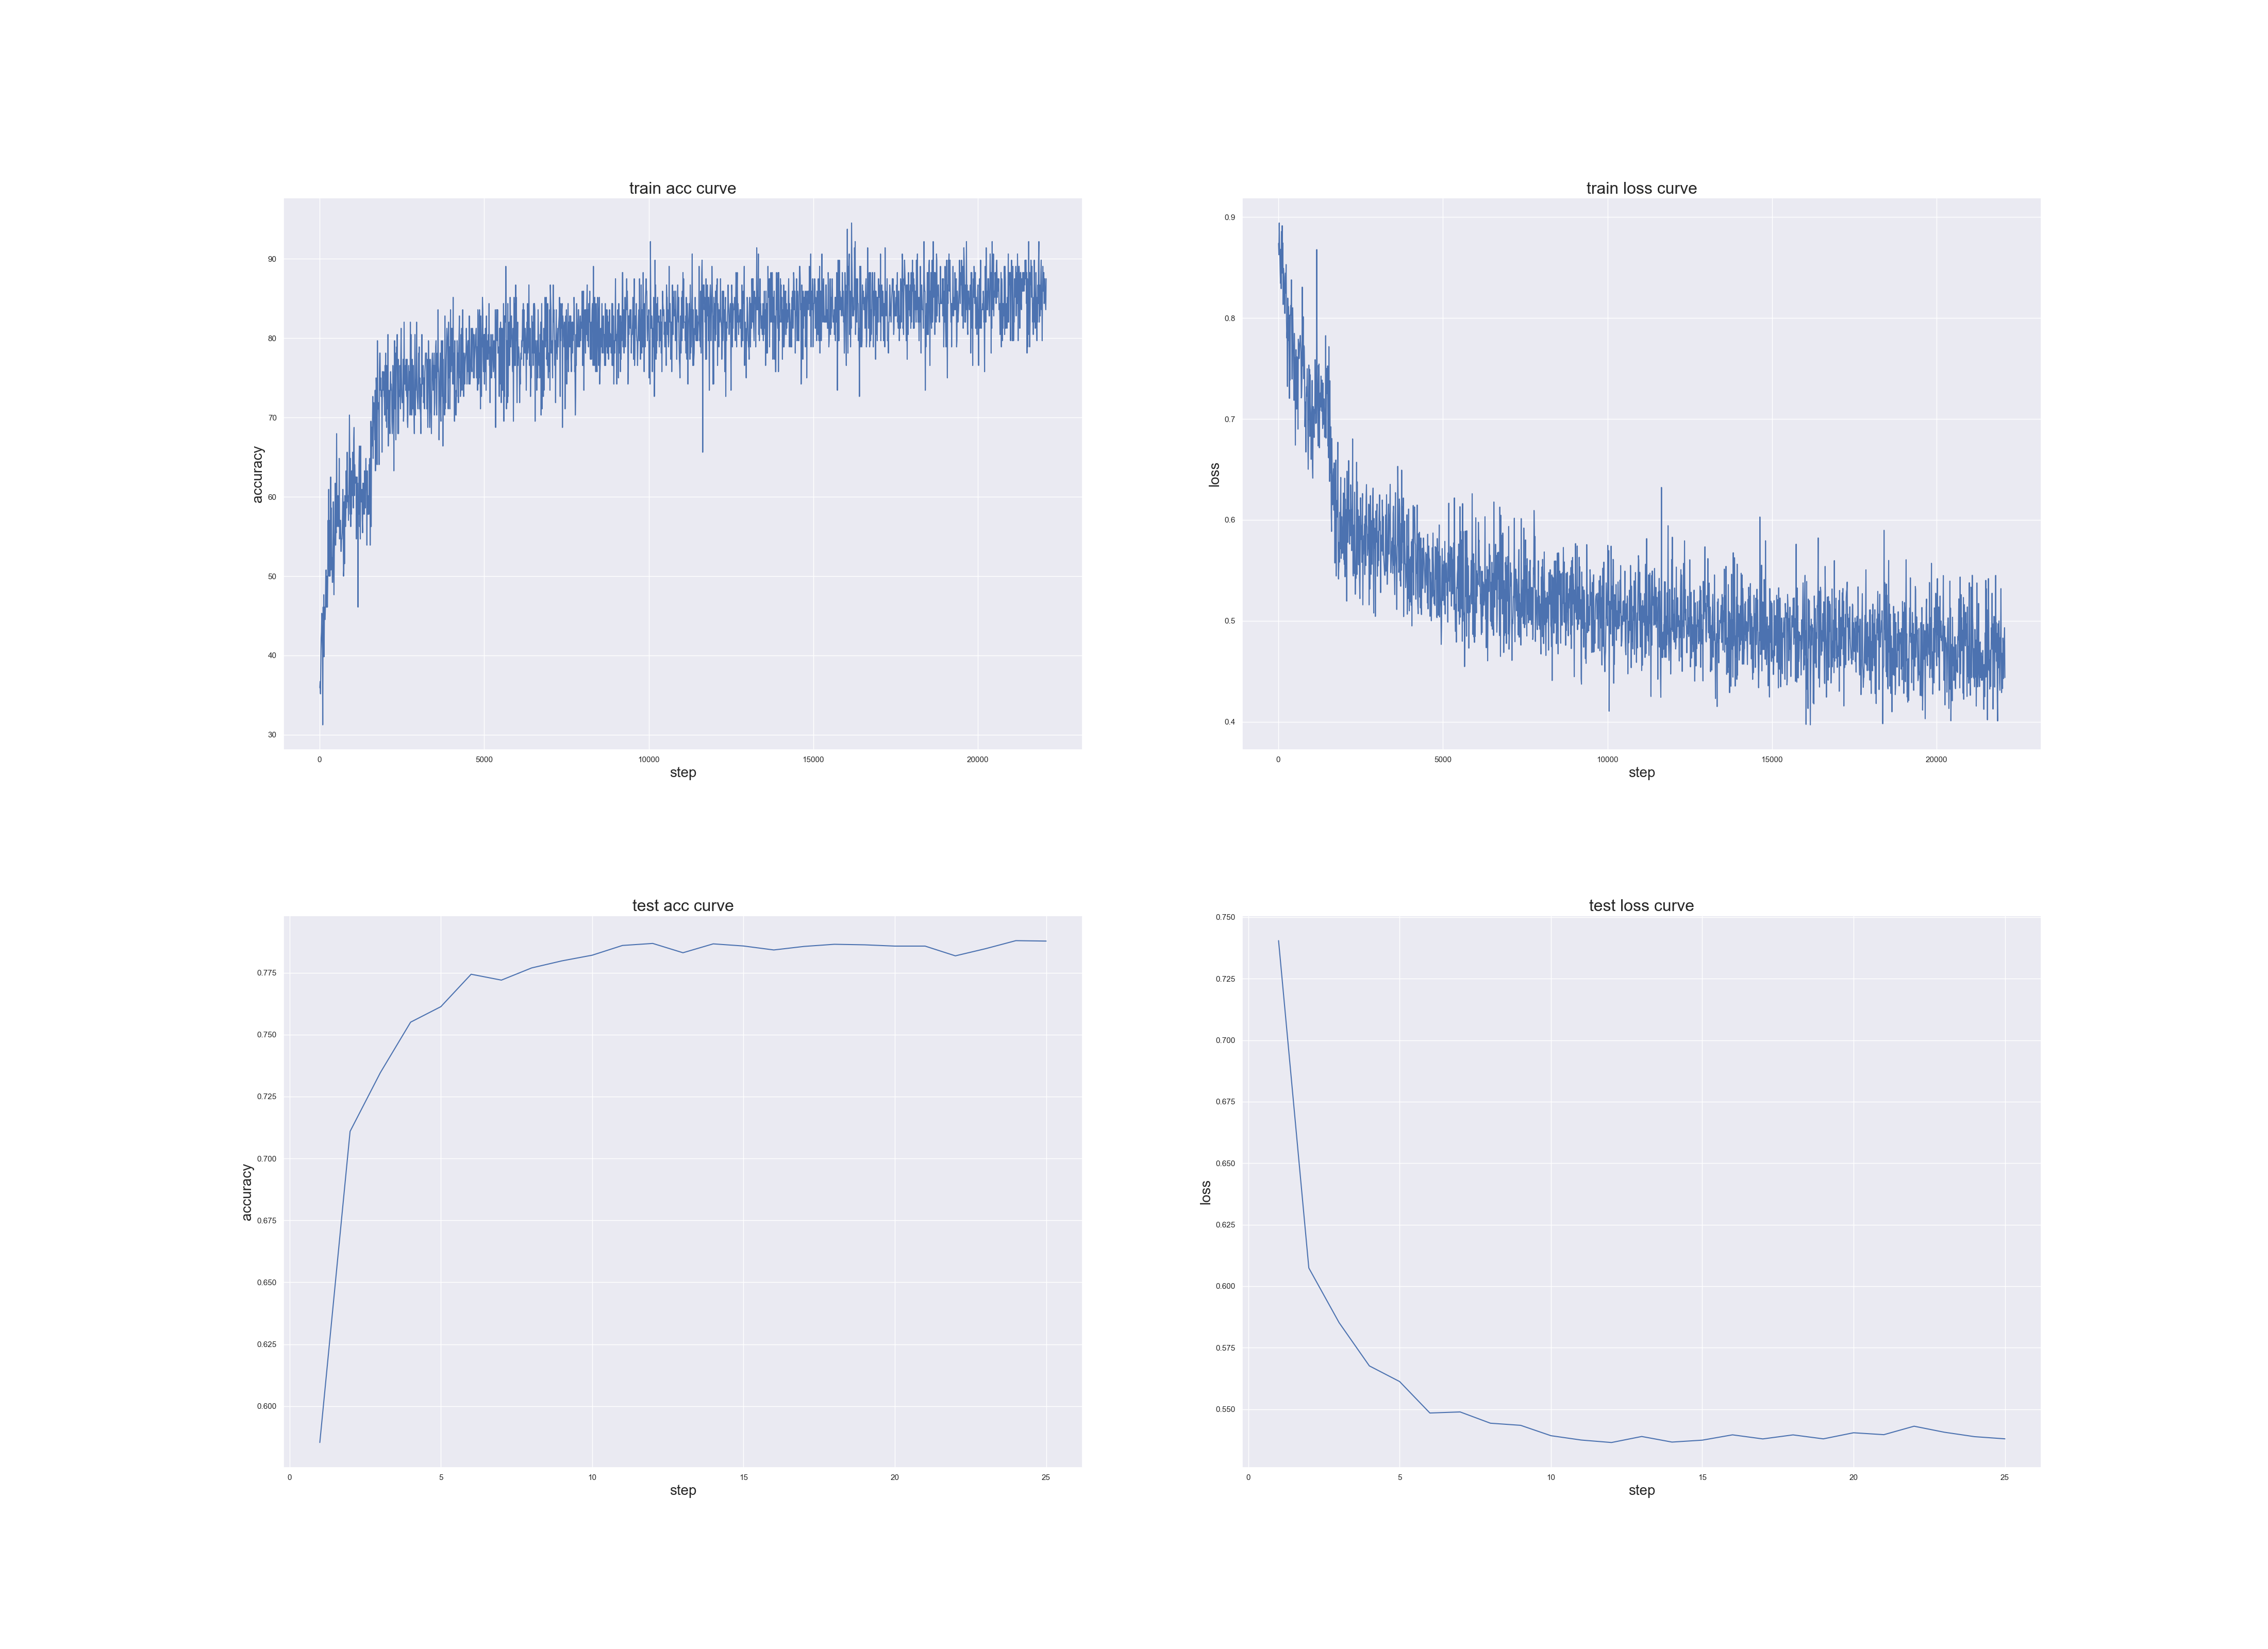 train acc curve
90
80
70
60
50
40
30
accuracy
0 5000 10000 15000 20000
step
train loss curve
0.9
0.8
0.7
0.6
0.5
0.4
loss
0 5000 10000 15000 20000
step
test acc curve
0.775
0.750
0.725
0.700
0.675
0.650
0.625
0.600
accuracy
0 5 10 15 20 25
step
test loss curve
0.750
0.725
0.700
0.675
0.650
0.625
0.600
0.575
0.550
loss
0 5 10 15 20 25
step